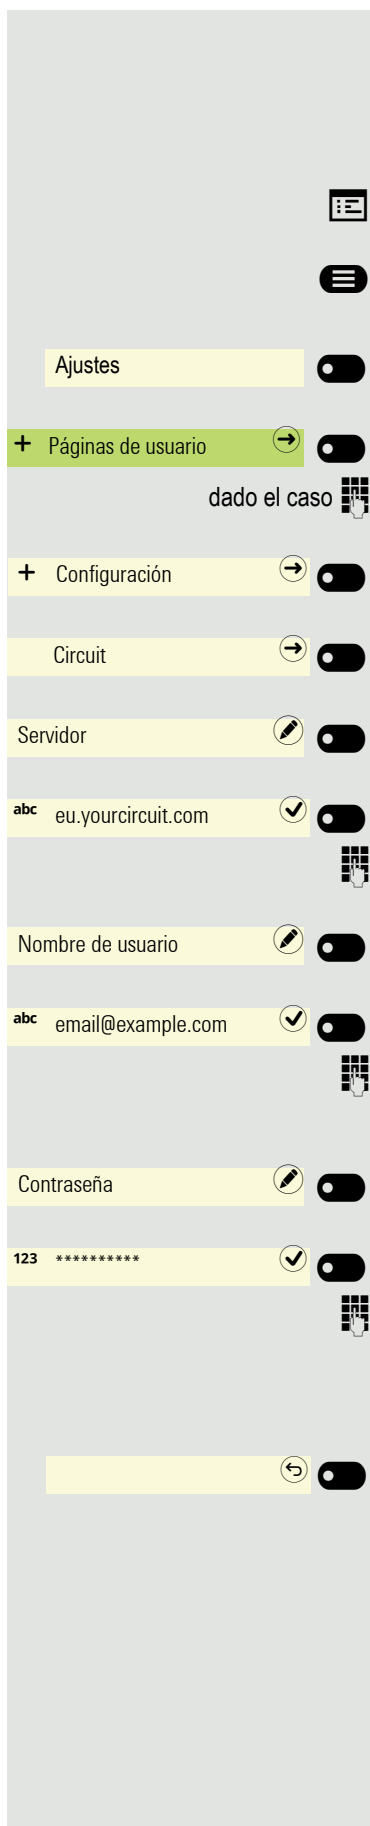 Ajustes
+ Páginas de usuario
dado el caso
+ Configuración
Circuit
Servidor
abc eu.yourcircuit.com
Nombre de usuario
abc email@example.com
Contraseña
123 **********